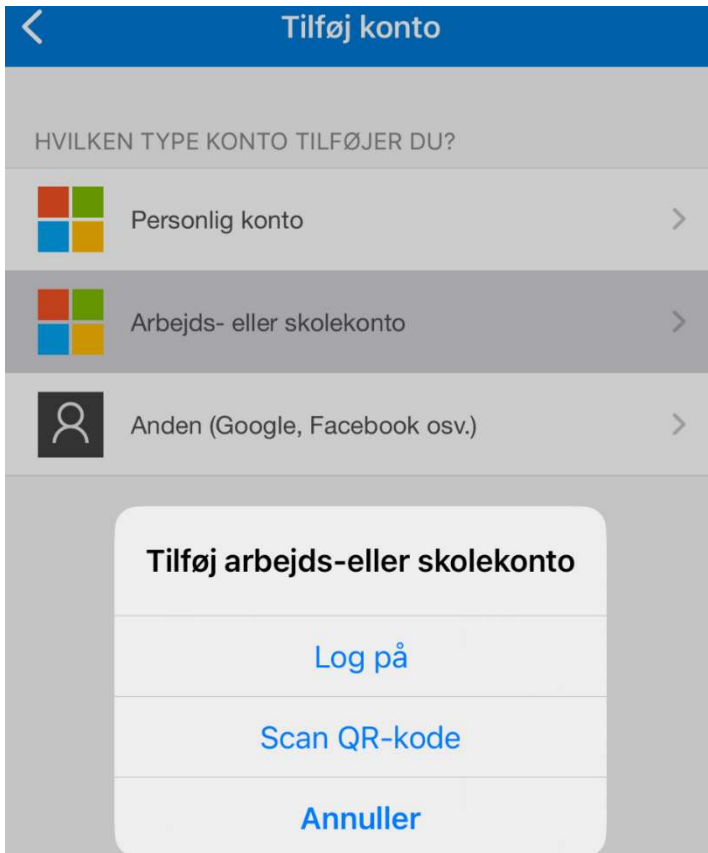 Tilføj konto
HVILKEN TYPE KONTO TILFØJER DU?
Personlig konto
Arbejds- eller skolekonto
Anden (Google, Facebook osv.)
Tilføj arbejds-eller skolekonto
Log på
Scan QR-kode
Annuller